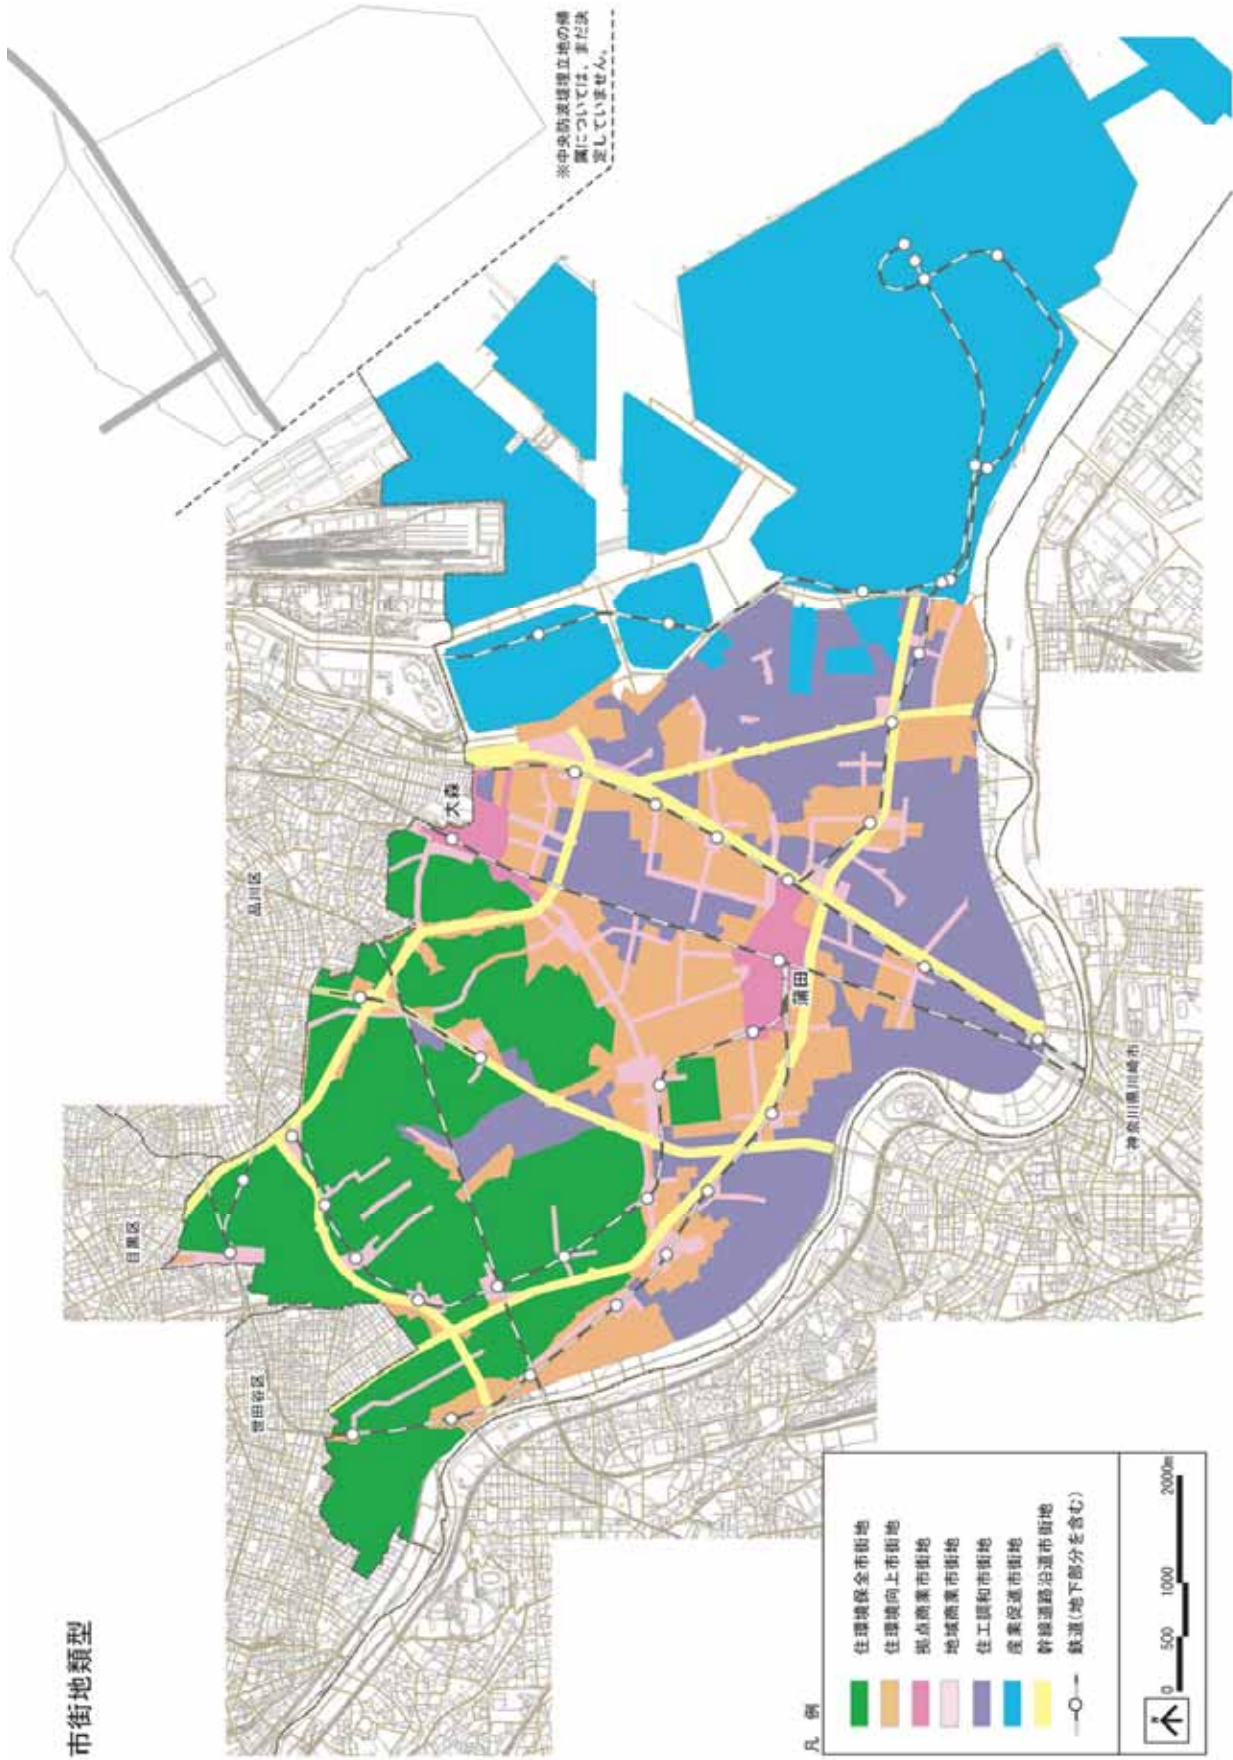 市街地類型
※中央防波堤埋立地の帰
属については、まだ決
定していません。
品川区
目黒区
世田谷区
大森
蒲田
神奈川県川崎市
凡 例
住環境保全市街地
住環境向上市街地
拠点商業市街地
地域商業市街地
住工調和市街地
産業促進市街地
幹線道路沿道市街地
鉄道(地下部分を含む)
0 500 1000 2000m